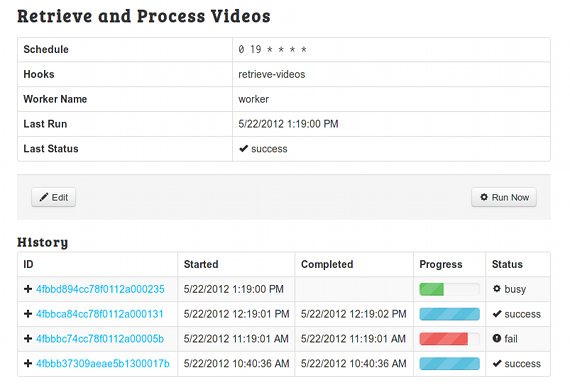 Retrieve and Process Videos
Schedule 0 19 * * * *
Hooks retrieve-videos
Worker Name worker
Last Run 5/22/2012 1:19:00 PM
Last Status success
Edit Run Now
History
ID Started Completed Progress Status
4fbbd894cc78f0112a000235 5/22/2012 1:19:00 PM busy
4fbbca84cc78f0112a000131 5/22/2012 12:19:01 PM 5/22/2012 12:19:02 PM success
4fbbbc74cc78f0112a00005b 5/22/2012 11:19:01 AM 5/22/2012 11:19:01 AM fail
4fbbb37309aeae5b1300017b 5/22/2012 10:40:36 AM 5/22/2012 10:40:36 AM success